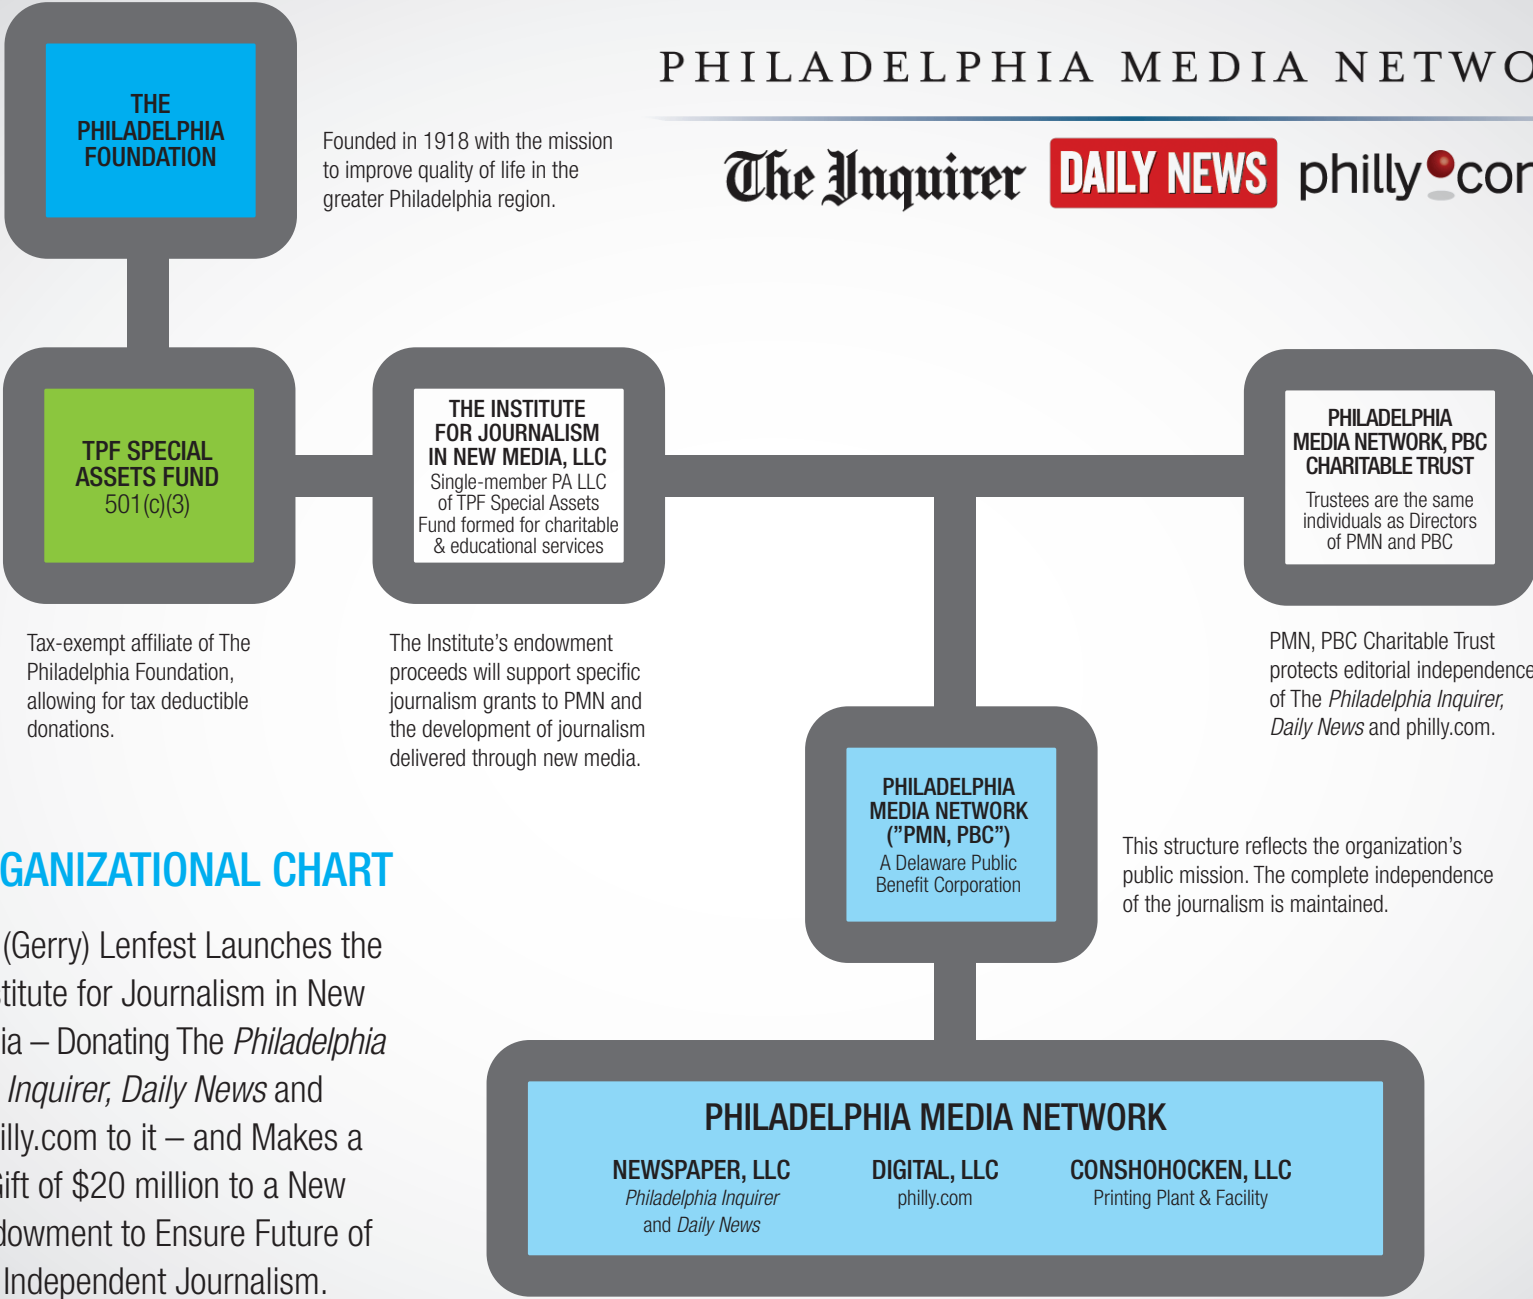 THE
PHILADELPHIA
FOUNDATION
Founded in 1918 with the mission
to improve quality of life in the
greater Philadelphia region.
PHILADELPHIA MEDIA NETWO
The Inquirer
DAILY NEWS
philly com
TPF SPECIAL
ASSETS FUND
501(c)(3)
Tax-exempt affiliate of The
Philadelphia Foundation,
allowing for tax deductible
donations.
THE INSTITUTE
FOR JOURNALISM
IN NEW MEDIA, LLC
Single-member PA LLC
of TPF Special Assets
Fund formed for charitable
& educational services
The Institute’s endowment
proceeds will support specific
journalism grants to PMN and
the development of journalism
delivered through new media.
PHILADELPHIA
MEDIA NETWORK, PBC
CHARITABLE TRUST
Trustees are the same
individuals as Directors
of PMN and PBC
PMN, PBC Charitable Trust
protects editorial independence
of The Philadelphia Inquirer,
Daily News and philly.com.
PHILADELPHIA
MEDIA NETWORK
(”PMN, PBC”)
A Delaware Public
Benefit Corporation
This structure reflects the organization’s
public mission. The complete independence
of the journalism is maintained.
GANIZATIONAL CHART
(Gerry) Lenfest Launches the
stitute for Journalism in New
ia – Donating The Philadelphia
Inquirer, Daily News and
illy.com to it – and Makes a
Gift of $20 million to a New
dowment to Ensure Future of
Independent Journalism.
PHILADELPHIA MEDIA NETWORK
NEWSPAPER, LLC
Philadelphia Inquirer
and Daily News
DIGITAL, LLC
philly.com
CONSHOHOCKEN, LLC
Printing Plant & Facility